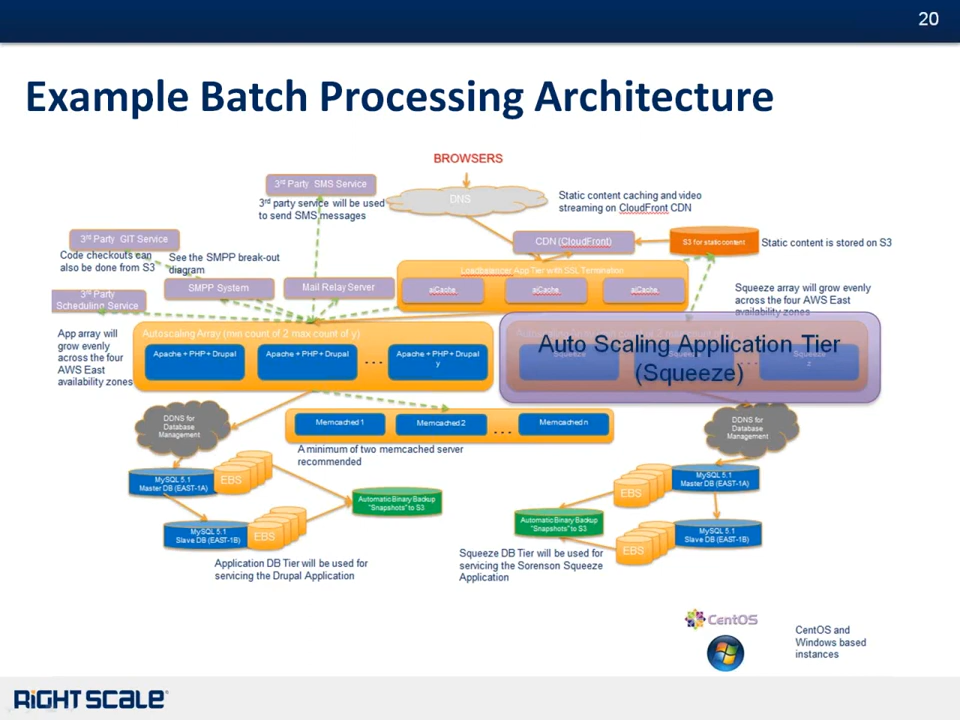 20
Example Batch Processing Architecture
BROWSERS
3rd Party SMS Service
3rd party service will be used
to send SMS messages
DNS
Static content caching and video
streaming on CloudFront CDN
3rd Party GIT Service
Code checkouts can
also be done from S3
See the SMPP break-out
diagram
CDN (CloudFront)
S3 for static content
Static content is stored on S3
Loadbalancer App Tier with SSL Termination
aiCache
aiCache
aiCache
SMPP System
Mail Relay Server
3rd Party
Scheduling Service
Squeeze array will grow evenly
across the four AWS East
availability zones
App array will
grow evenly
across the four
AWS East
availability zones
Autoscaling Array (min count of 2 max count of y)
Apache + PHP + Drupal
Apache + PHP + Drupal
...
Apache + PHP + Drupal
y
Auto Scaling Application Tier
(Squeeze)
DDNS for
Database
Management
Memcached 1
Memcached 2
...
Memcached n
A minimum of two memcached server
recommended
DDNS for
Database
Management
MySQL 5.1
Master DB (EAST-1A)
EBS
Automatic Binary Backup
"Snapshots" to S3
MySQL 5.1
Slave DB (EAST-1B)
EBS
Application DB Tier will be used for
servicing the Drupal Application
EBS
MySQL 5.1
Master DB (EAST-1A)
Automatic Binary Backup
"Snapshots" to S3
EBS
MySQL 5.1
Slave DB (EAST-1B)
Squeeze DB Tier will be used for
servicing the Sorenson Squeeze
Application
CentOS
CentOS and
Windows based
instances
RIGHTSCALE